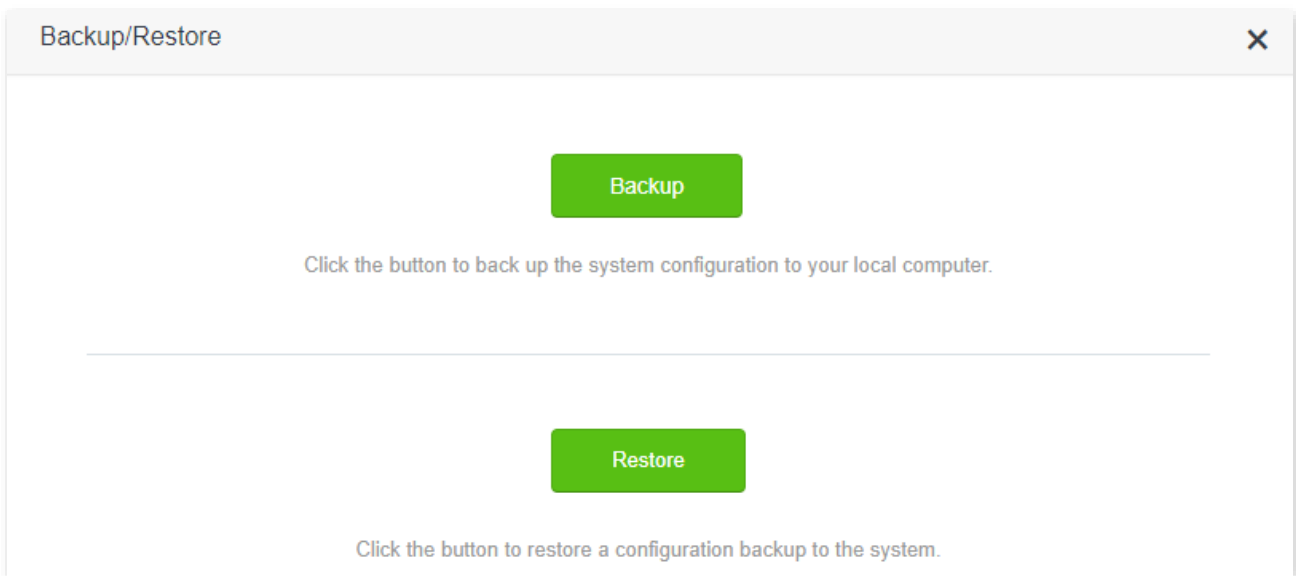 Backup/Restore
Backup
Click the button to back up the system configuration to your local computer.
Restore
Click the button to restore a configuration backup to the system.